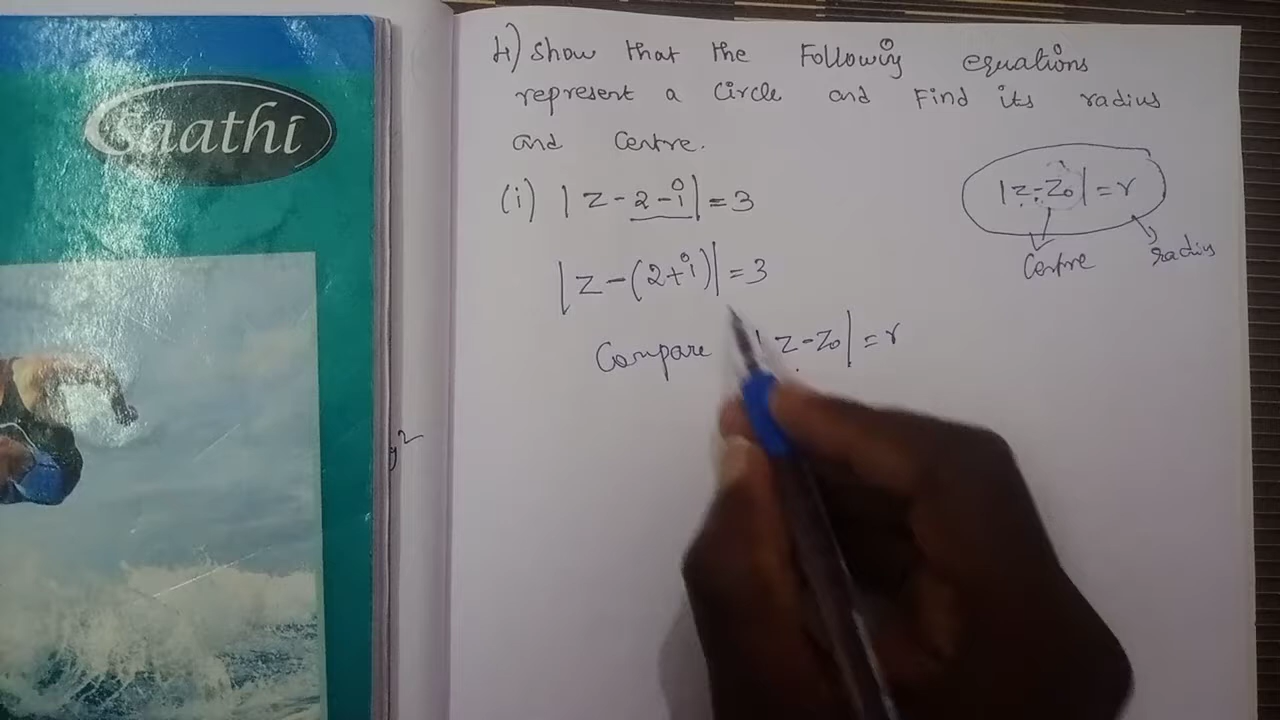 Saathi
4) Show that the Following equations
represent a Circle and Find its radius
and Centre.
(i) | z - 2 - i | = 3
| z - z₀ | = r
Centre radius
| z - (2 + i) | = 3
Compare | z - z₀ | = r
y²